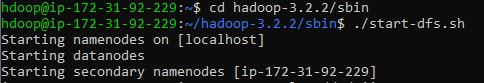 hdoop@ip-172-31-92-229:~$ cd hadoop-3.2.2/sbin
hdoop@ip-172-31-92-229:~/hadoop-3.2.2/sbin$ ./start-dfs.sh
Starting namenodes on [localhost]
Starting datanodes
Starting secondary namenodes [ip-172-31-92-229]